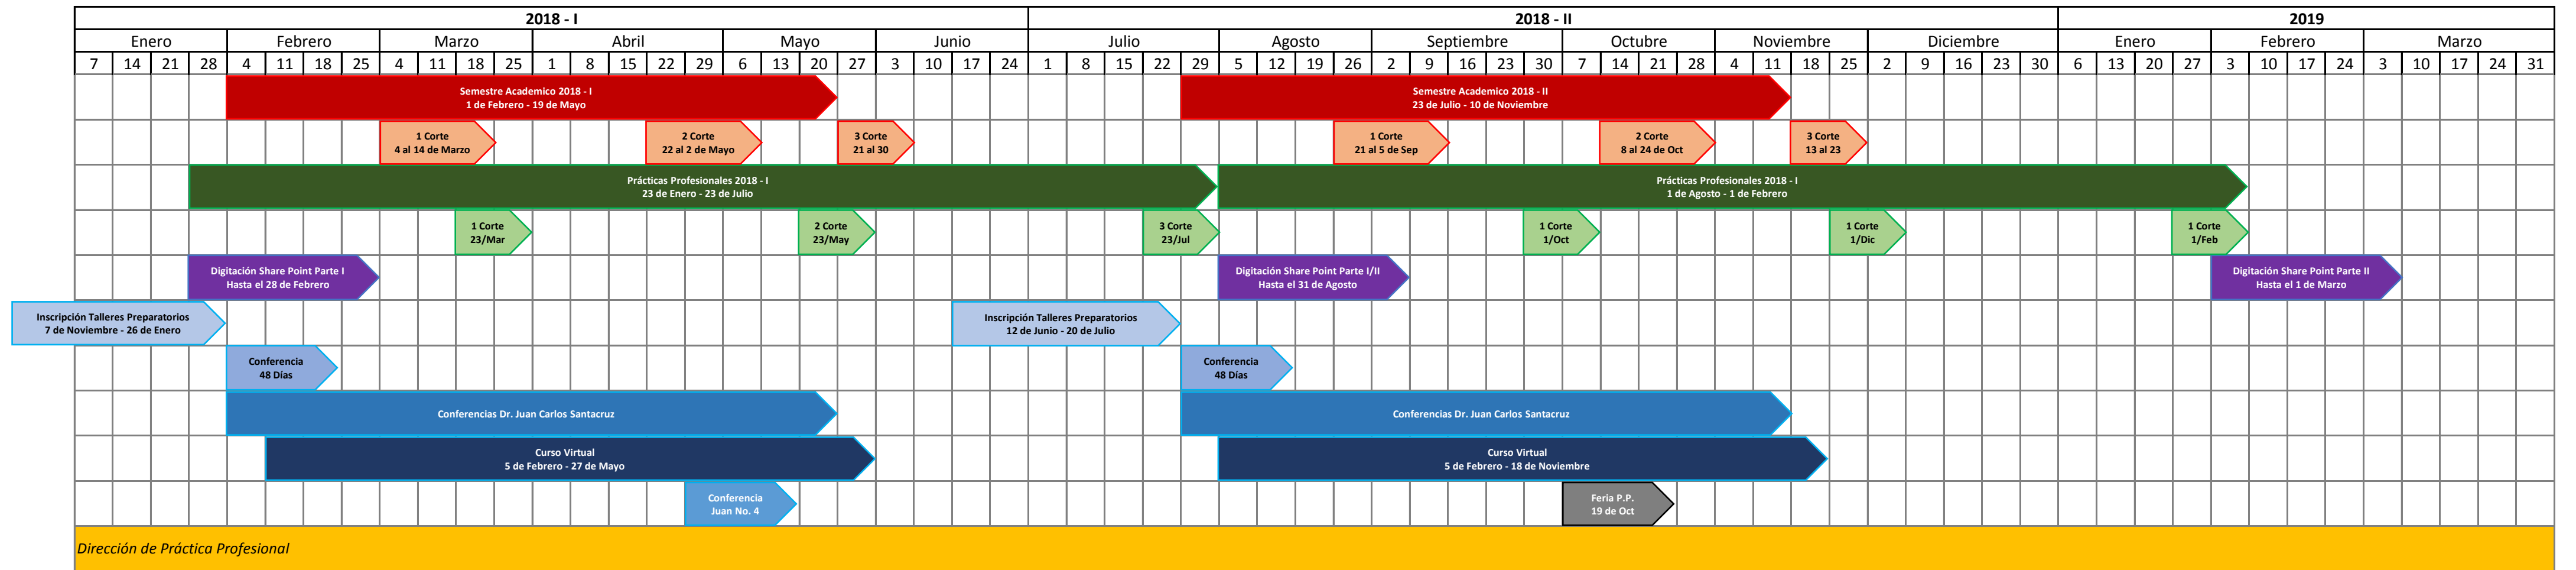 2018 - I 2018 - II 2019
Enero Febrero Marzo Abril Mayo Junio Julio Agosto Septiembre Octubre Noviembre Diciembre Enero Febrero Marzo
7 14 21 28 4 11 18 25 4 11 18 25 1 8 15 22 29 6 13 20 27 3 10 17 24 1 8 15 22 29 5 12 19 26 2 9 16 23 30 7 14 21 28 4 11 18 25 2 9 16 23 30 6 13 20 27 3 10 17 24 3 10 17 24 31
Semestre Academico 2018 - I
1 de Febrero - 19 de Mayo
Semestre Academico 2018 - II
23 de Julio - 10 de Noviembre
1 Corte
4 al 14 de Marzo
2 Corte
22 al 2 de Mayo
3 Corte
21 al 30
1 Corte
21 al 5 de Sep
2 Corte
8 al 24 de Oct
3 Corte
13 al 23
Prácticas Profesionales 2018 - I
23 de Enero - 23 de Julio
Prácticas Profesionales 2018 - I
1 de Agosto - 1 de Febrero
1 Corte
23/Mar
2 Corte
23/May
3 Corte
23/Jul
1 Corte
1/Oct
1 Corte
1/Dic
1 Corte
1/Feb
Digitación Share Point Parte I
Hasta el 28 de Febrero
Digitación Share Point Parte I/II
Hasta el 31 de Agosto
Digitación Share Point Parte II
Hasta el 1 de Marzo
Inscripción Talleres Preparatorios
7 de Noviembre - 26 de Enero
Inscripción Talleres Preparatorios
12 de Junio - 20 de Julio
Conferencia
48 Días
Conferencia
48 Días
Conferencias Dr. Juan Carlos Santacruz
Conferencias Dr. Juan Carlos Santacruz
Curso Virtual
5 de Febrero - 27 de Mayo
Curso Virtual
5 de Febrero - 18 de Noviembre
Conferencia
Juan No. 4
Feria P.P.
19 de Oct
Dirección de Práctica Profesional